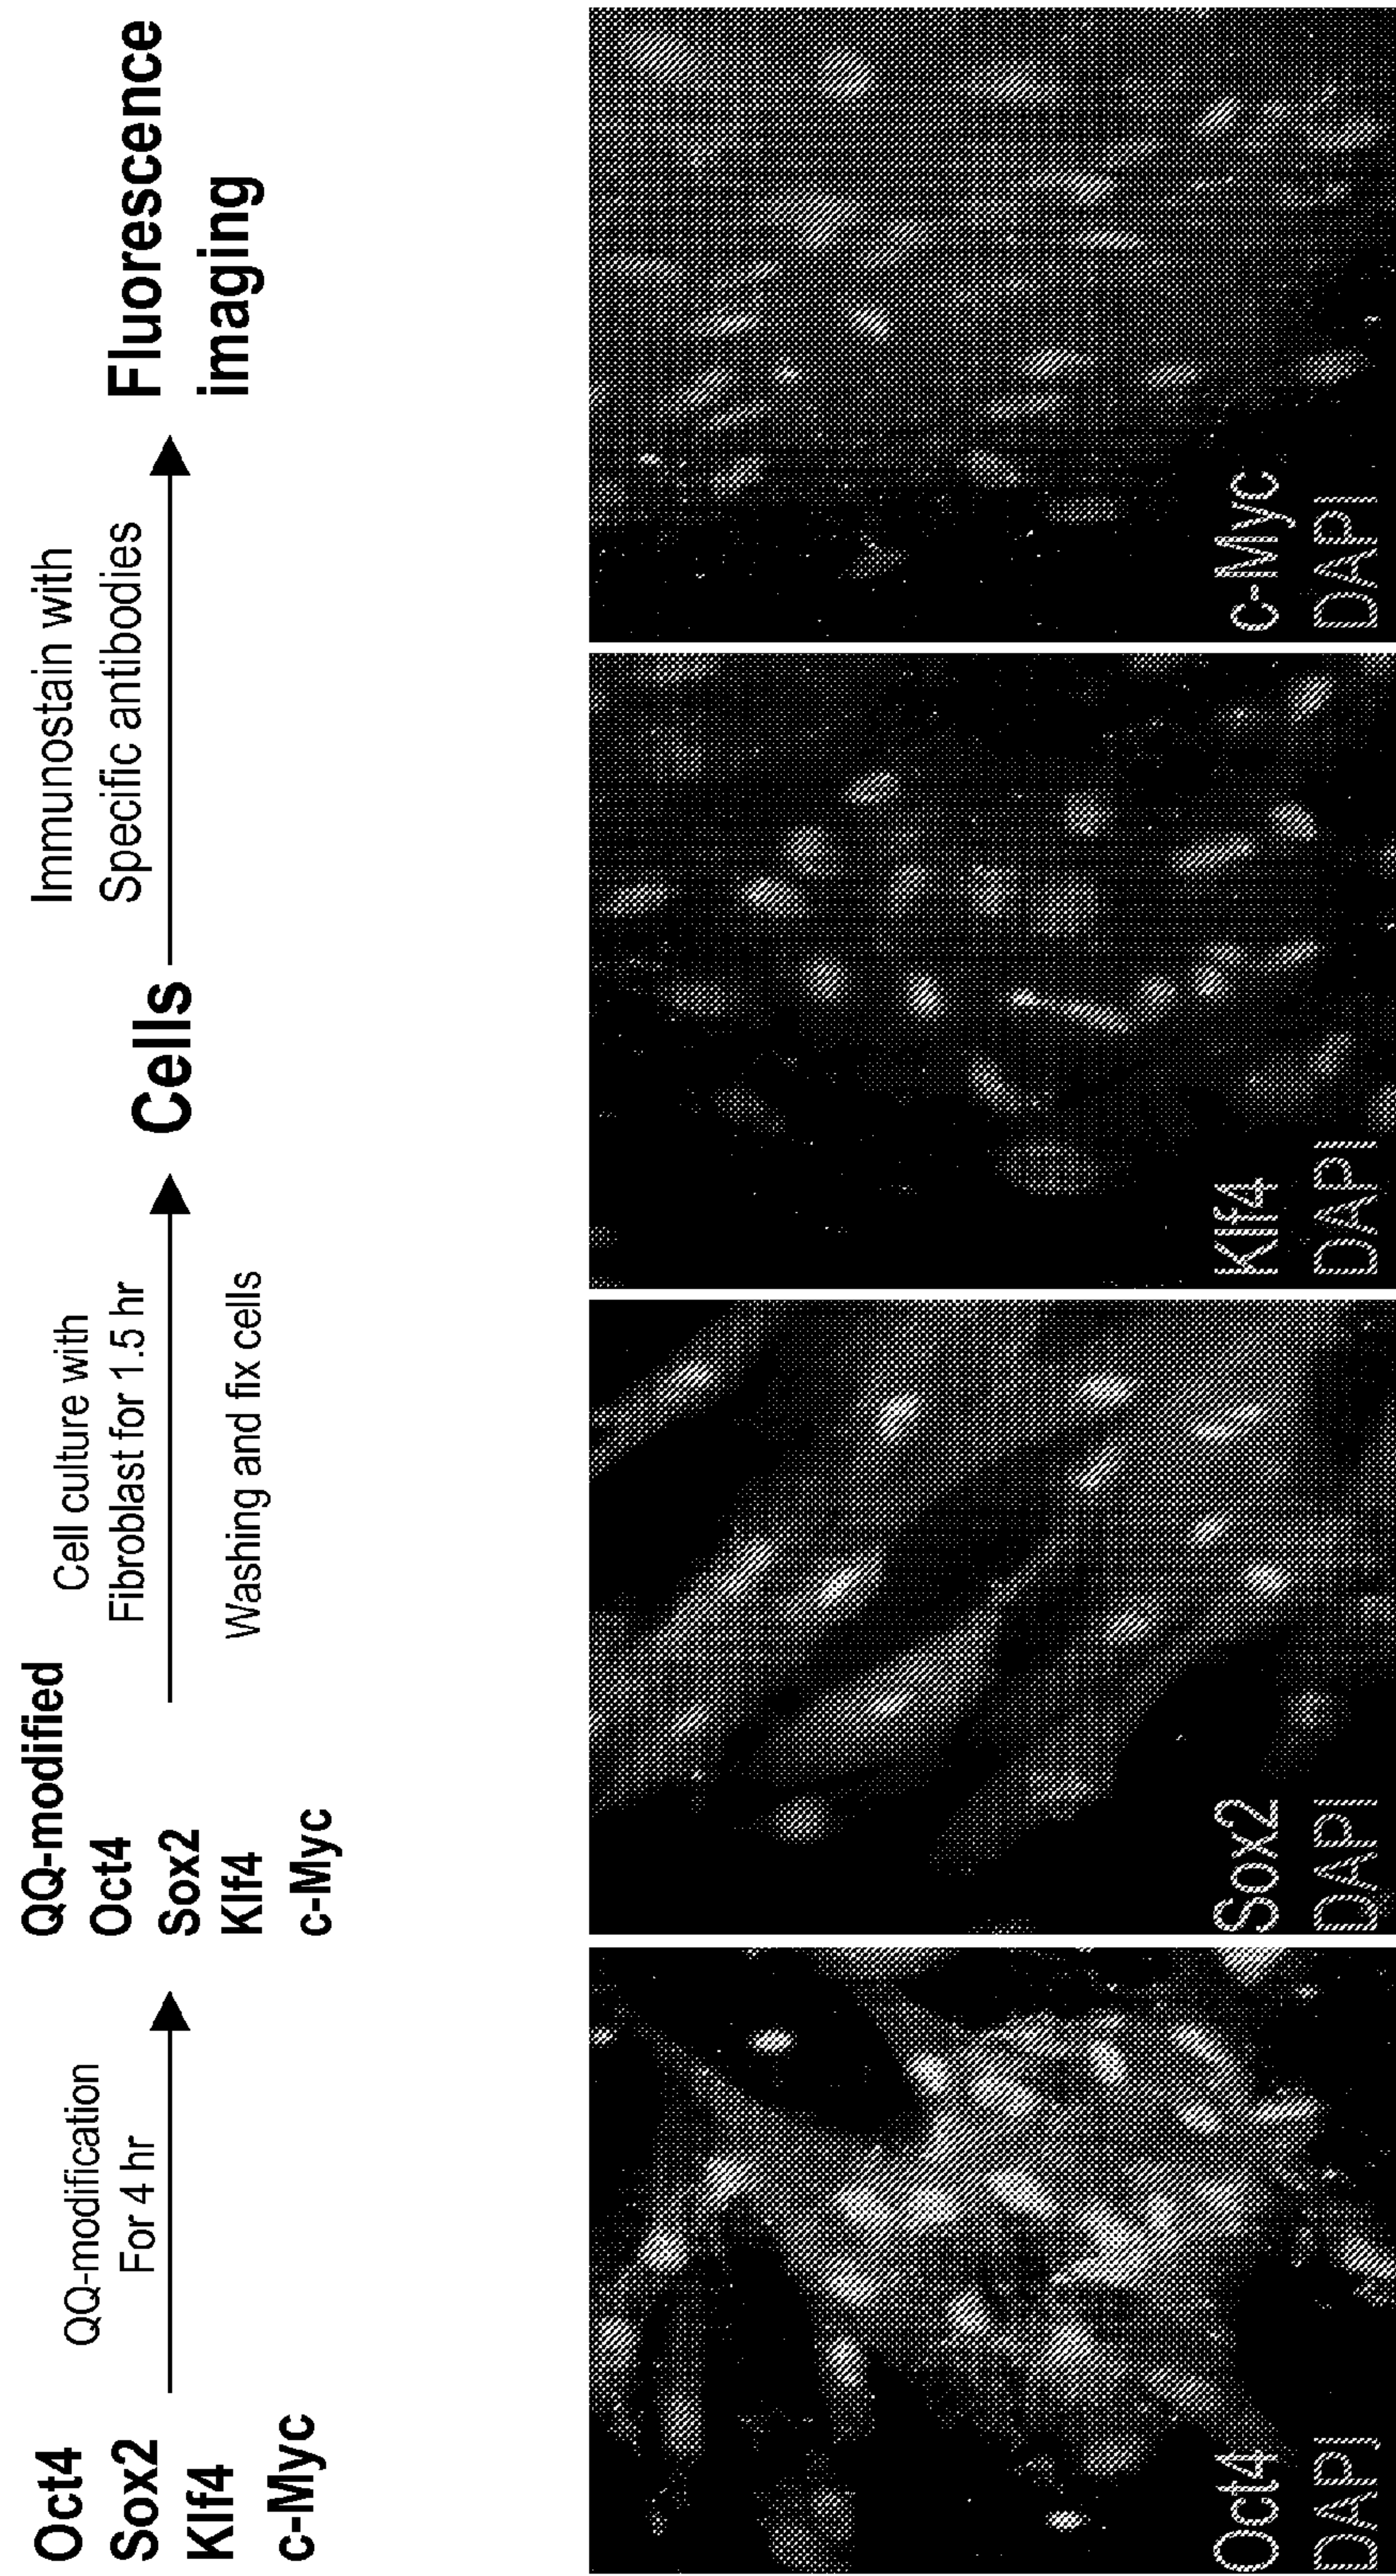 Oct4
Sox2
Klf4
c-Myc
QQ-modification
For 4 hr
QQ-modified
Oct4
Sox2
Klf4
c-Myc
Cell culture with
Fibroblast for 1.5 hr
Washing and fix cells
Cells
Immunostain with
Specific antibodies
Fluorescence
imaging
Oct4
DAPI
Sox2
DAPI
Klf4
DAPI
c-Myc
DAPI